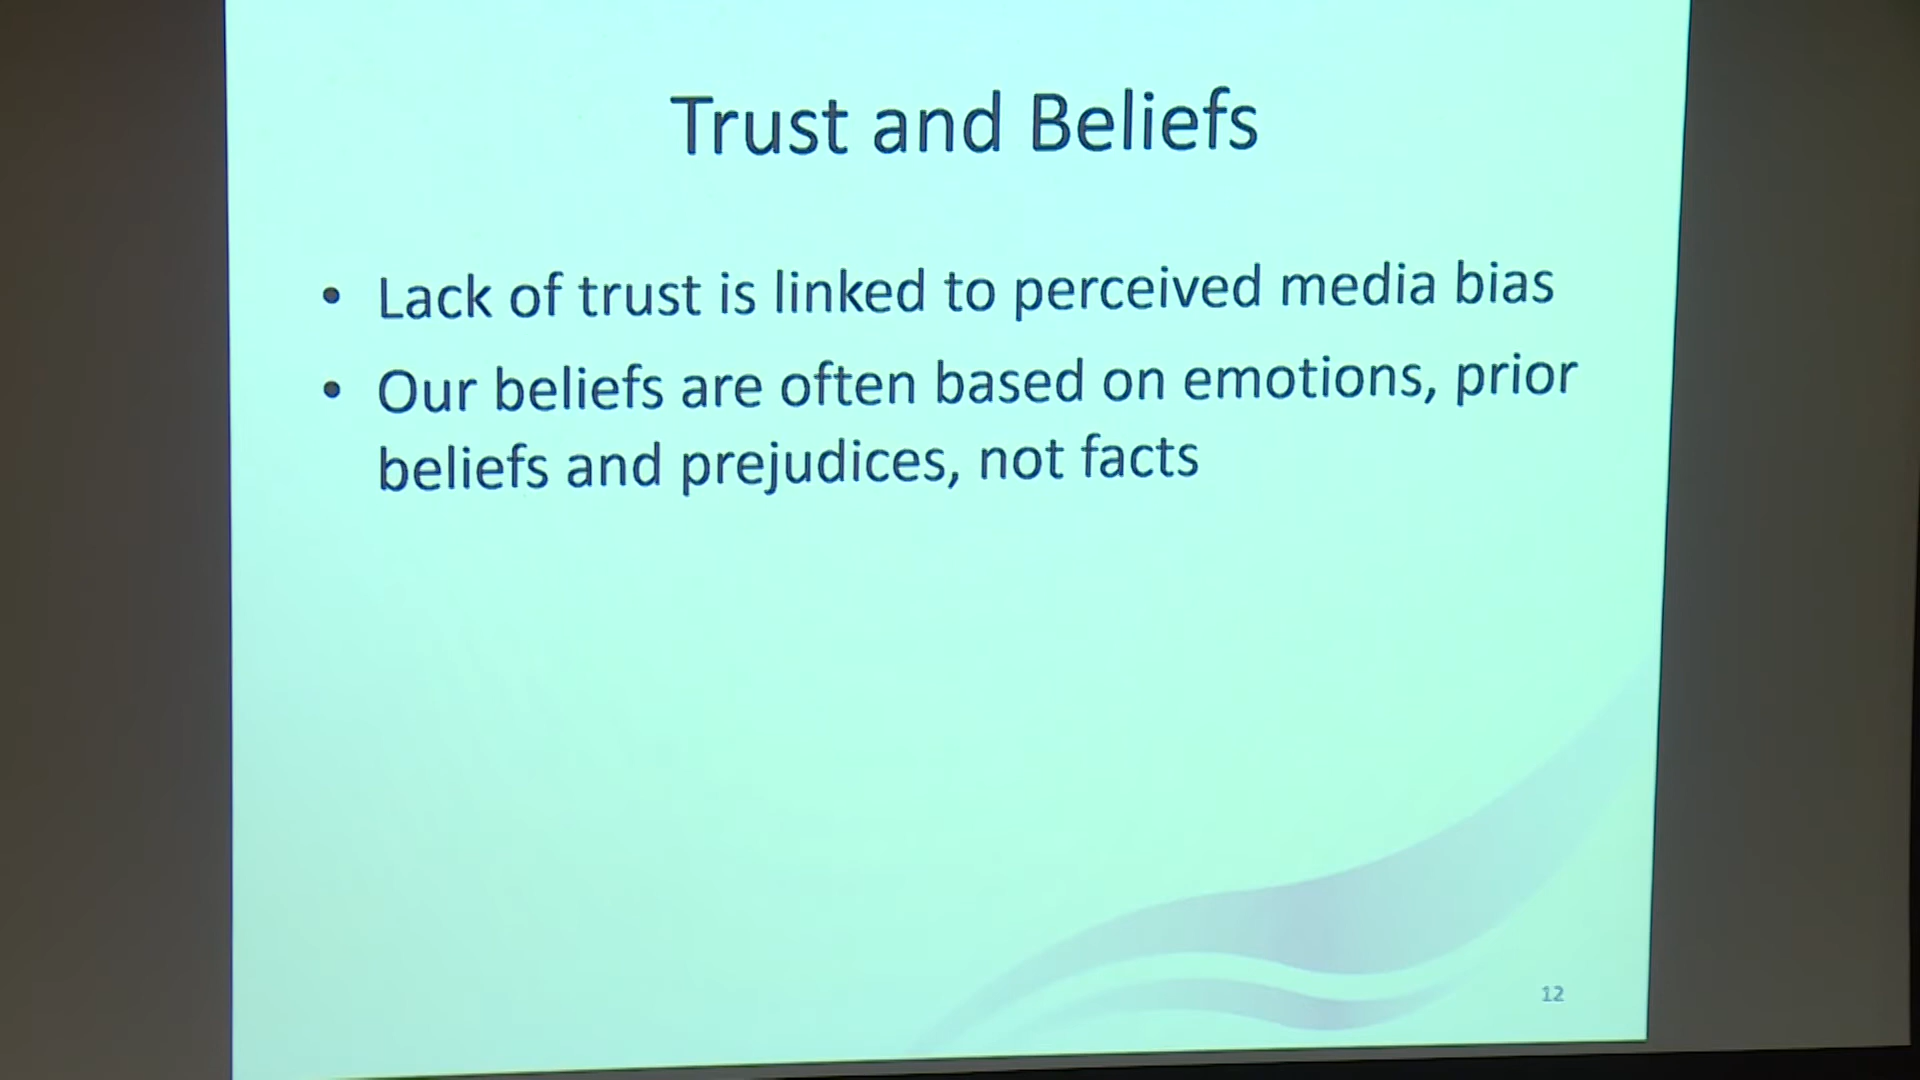 Trust and Beliefs
• Lack of trust is linked to perceived media bias
• Our beliefs are often based on emotions, prior
beliefs and prejudices, not facts
12